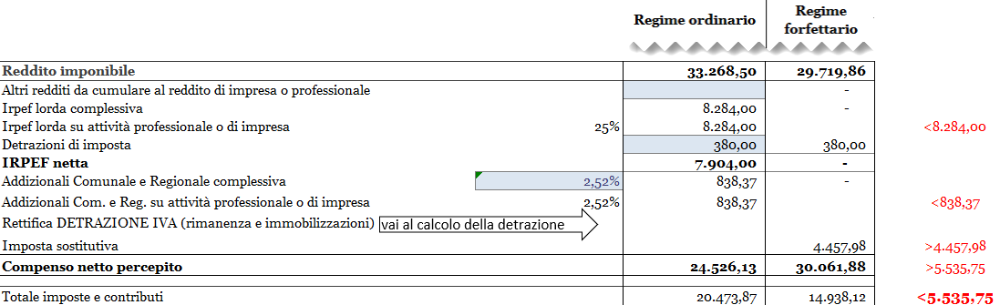 Regime ordinario Regime forfettario
Reddito imponibile 33.268,50 29.719,86
Altri redditi da cumulare al reddito di impresa o professionale -
Irpef lorda complessiva 8.284,00 -
Irpef lorda su attività professionale o di impresa 25% 8.284,00 <8.284,00
Detrazioni di imposta 380,00 380,00
IRPEF netta 7.904,00 -
Addizionali Comunale e Regionale complessiva 2,52% 838,37 -
Addizionali Com. e Reg. su attività professionale o di impresa 2,52% 838,37 <838,37
Rettifica DETRAZIONE IVA (rimanenza e immobilizzazioni) vai al calcolo della detrazione
Imposta sostitutiva 4.457,98 >4.457,98
Compenso netto percepito 24.526,13 30.061,88 >5.535,75
Totale imposte e contributi 20.473,87 14.938,12 <5.535,75